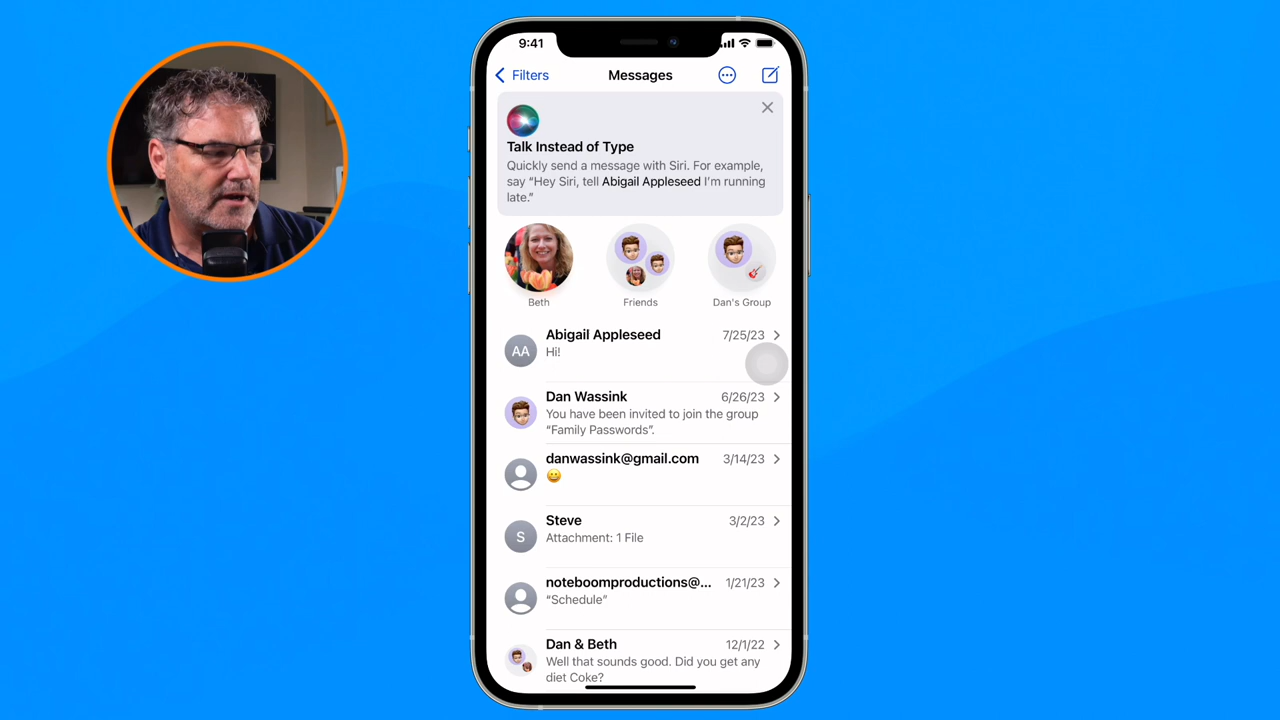 9:41
Filters
Messages
Talk Instead of Type
Quickly send a message with Siri. For example,
say “Hey Siri, tell Abigail Appleseed I’m running
late.”
Beth
Friends
Dan's Group
Abigail Appleseed 7/25/23
AA
Hi!
Dan Wassink 6/26/23
You have been invited to join the group
“Family Passwords”.
danwassink@gmail.com 3/14/23
Steve 3/2/23
S
Attachment: 1 File
noteboomproductions@... 1/21/23
“Schedule”
Dan & Beth 12/1/22
Well that sounds good. Did you get any
diet Coke?